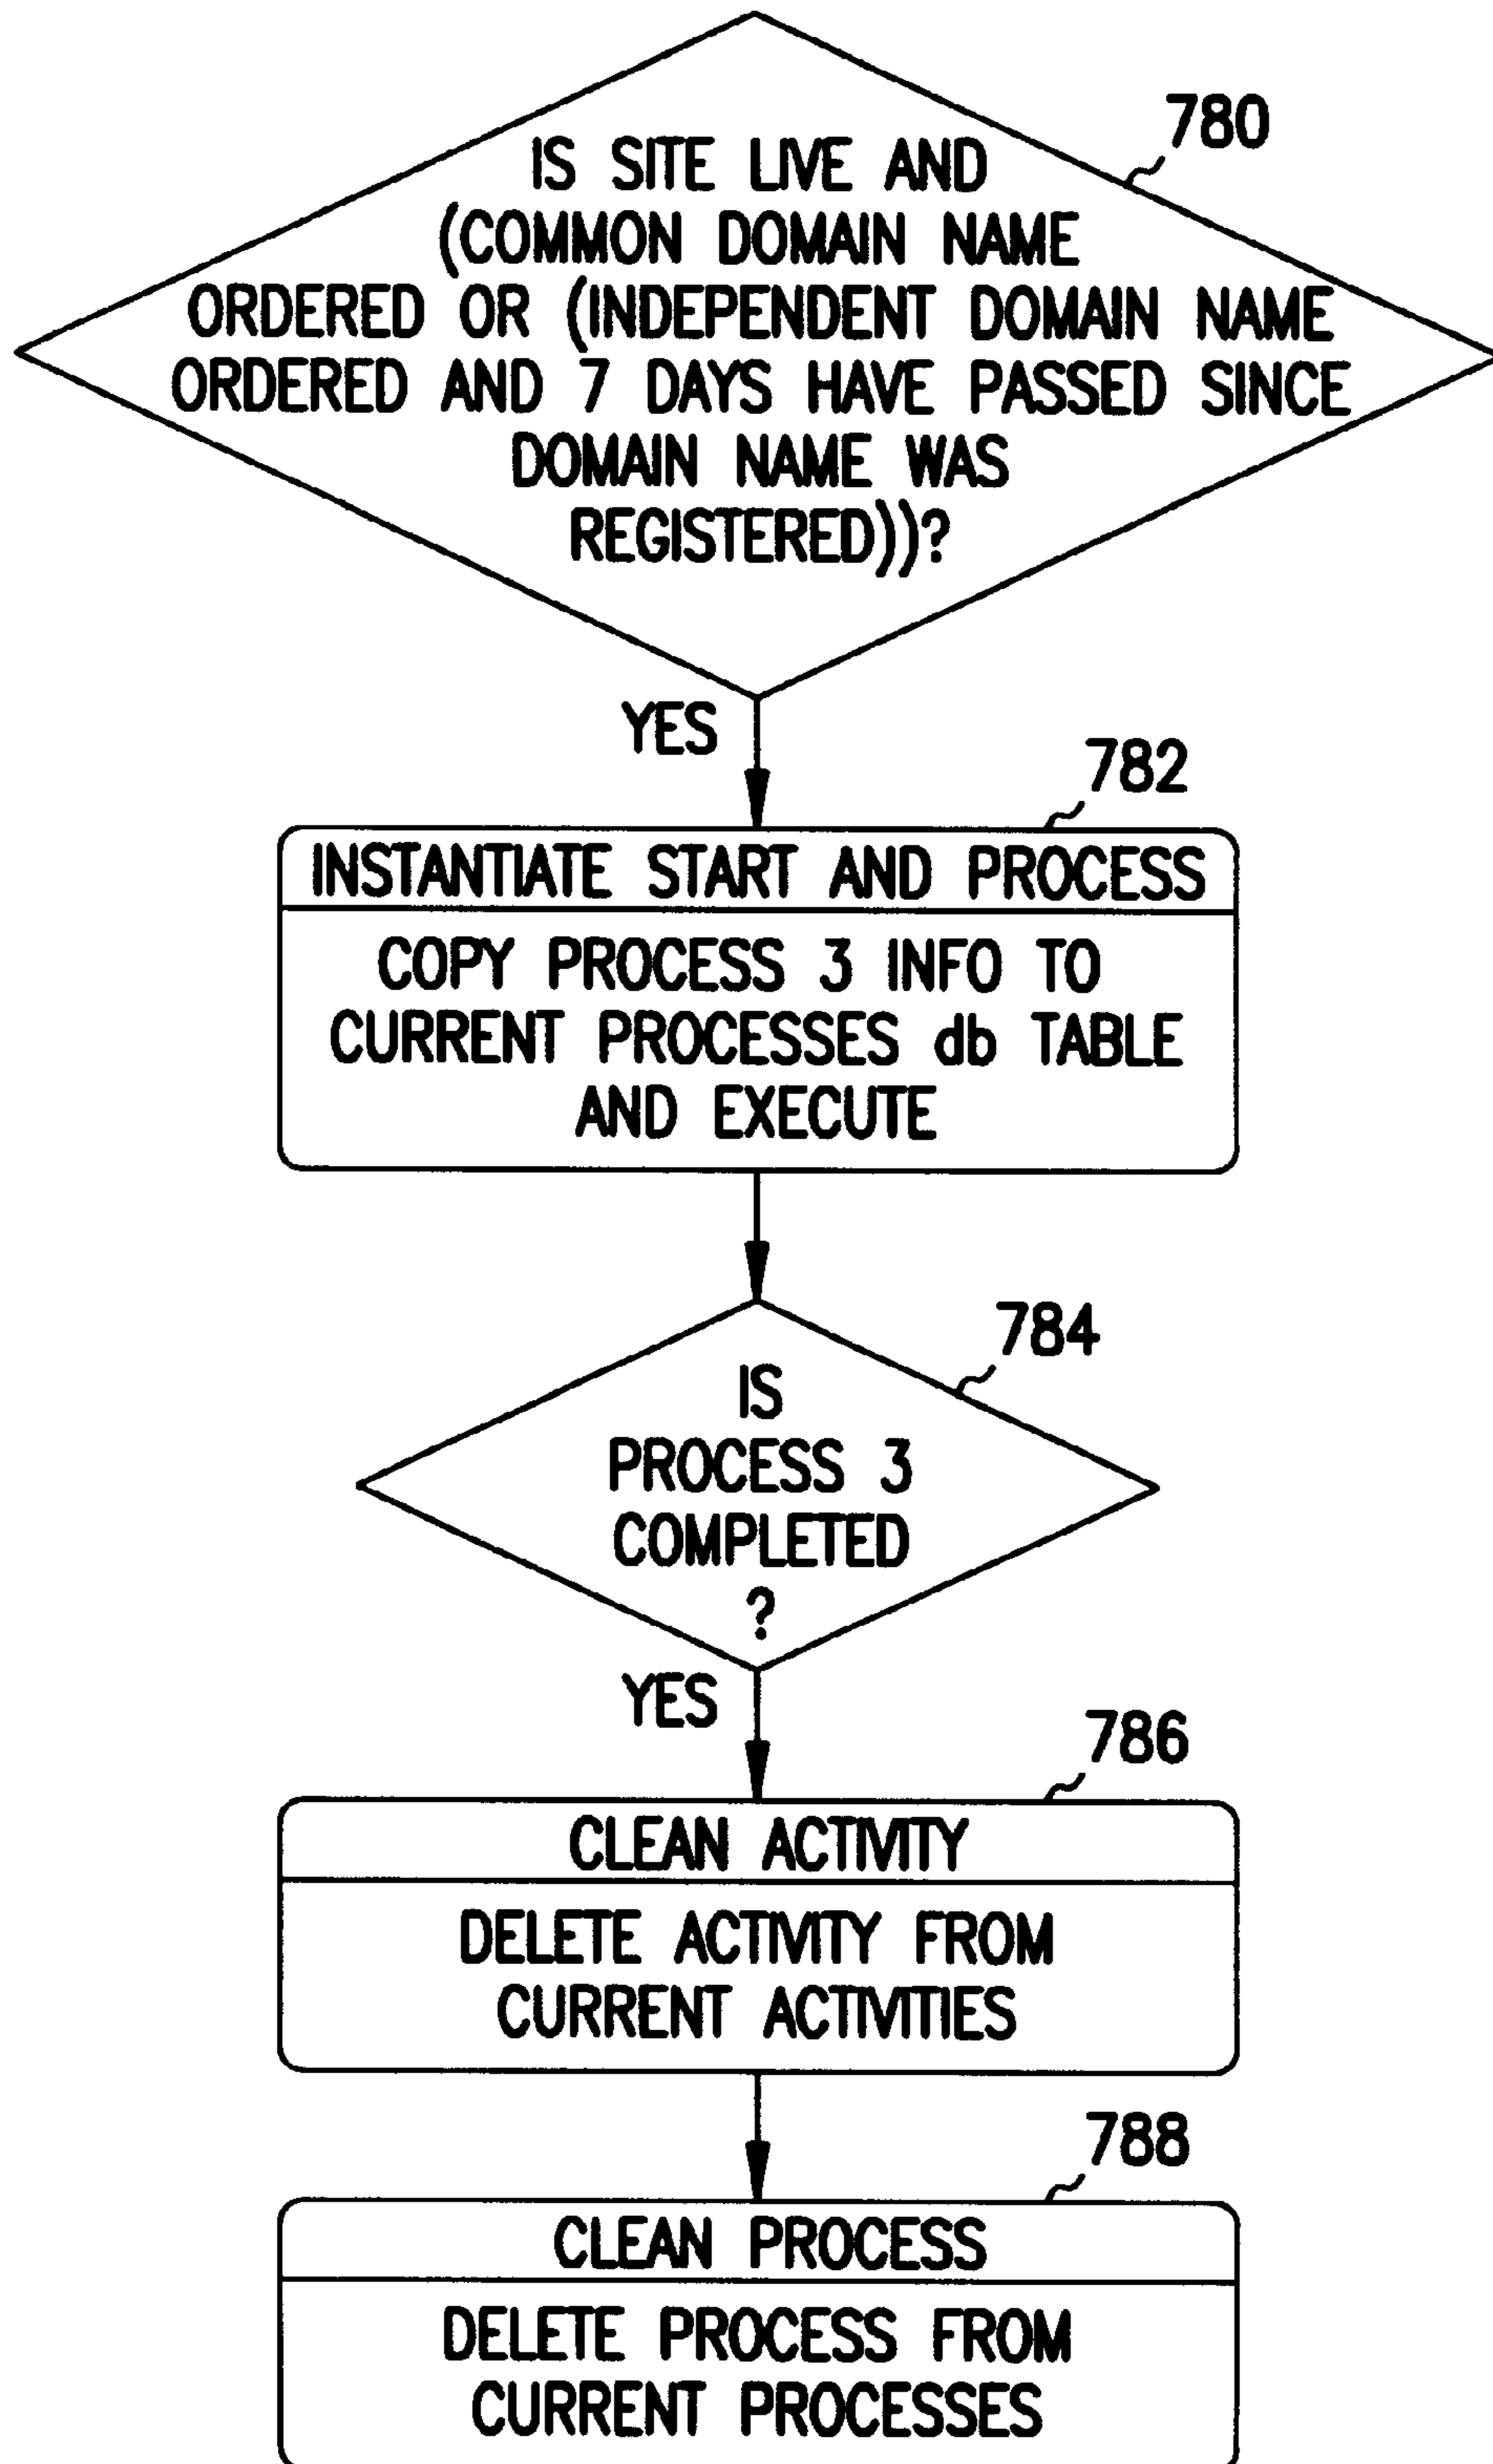 780
IS SITE LIVE AND
(COMMON DOMAIN NAME
ORDERED OR (INDEPENDENT DOMAIN NAME
ORDERED AND 7 DAYS HAVE PASSED SINCE
DOMAIN NAME WAS
REGISTERED))?
YES
782
INSTANTIATE START AND PROCESS
COPY PROCESS 3 INFO TO
CURRENT PROCESSES db TABLE
AND EXECUTE
784
IS
PROCESS 3
COMPLETED
?
YES
786
CLEAN ACTIVITY
DELETE ACTIVITY FROM
CURRENT ACTIVITIES
788
CLEAN PROCESS
DELETE PROCESS FROM
CURRENT PROCESSES